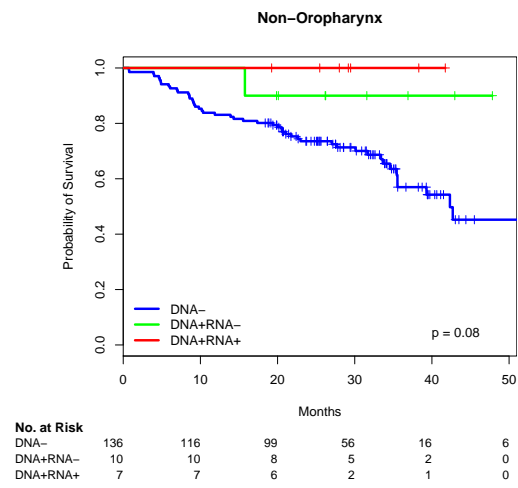 Non−Oropharynx
Probability of Survival
1.0
0.8
0.6
0.4
0.2
0.0
DNA−
DNA+RNA−
DNA+RNA+
p = 0.08
0 10 20 30 40 50
Months
No. at Risk
DNA− 136 116 99 56 16 6
DNA+RNA− 10 10 8 5 2 0
DNA+RNA+ 7 7 6 2 1 0